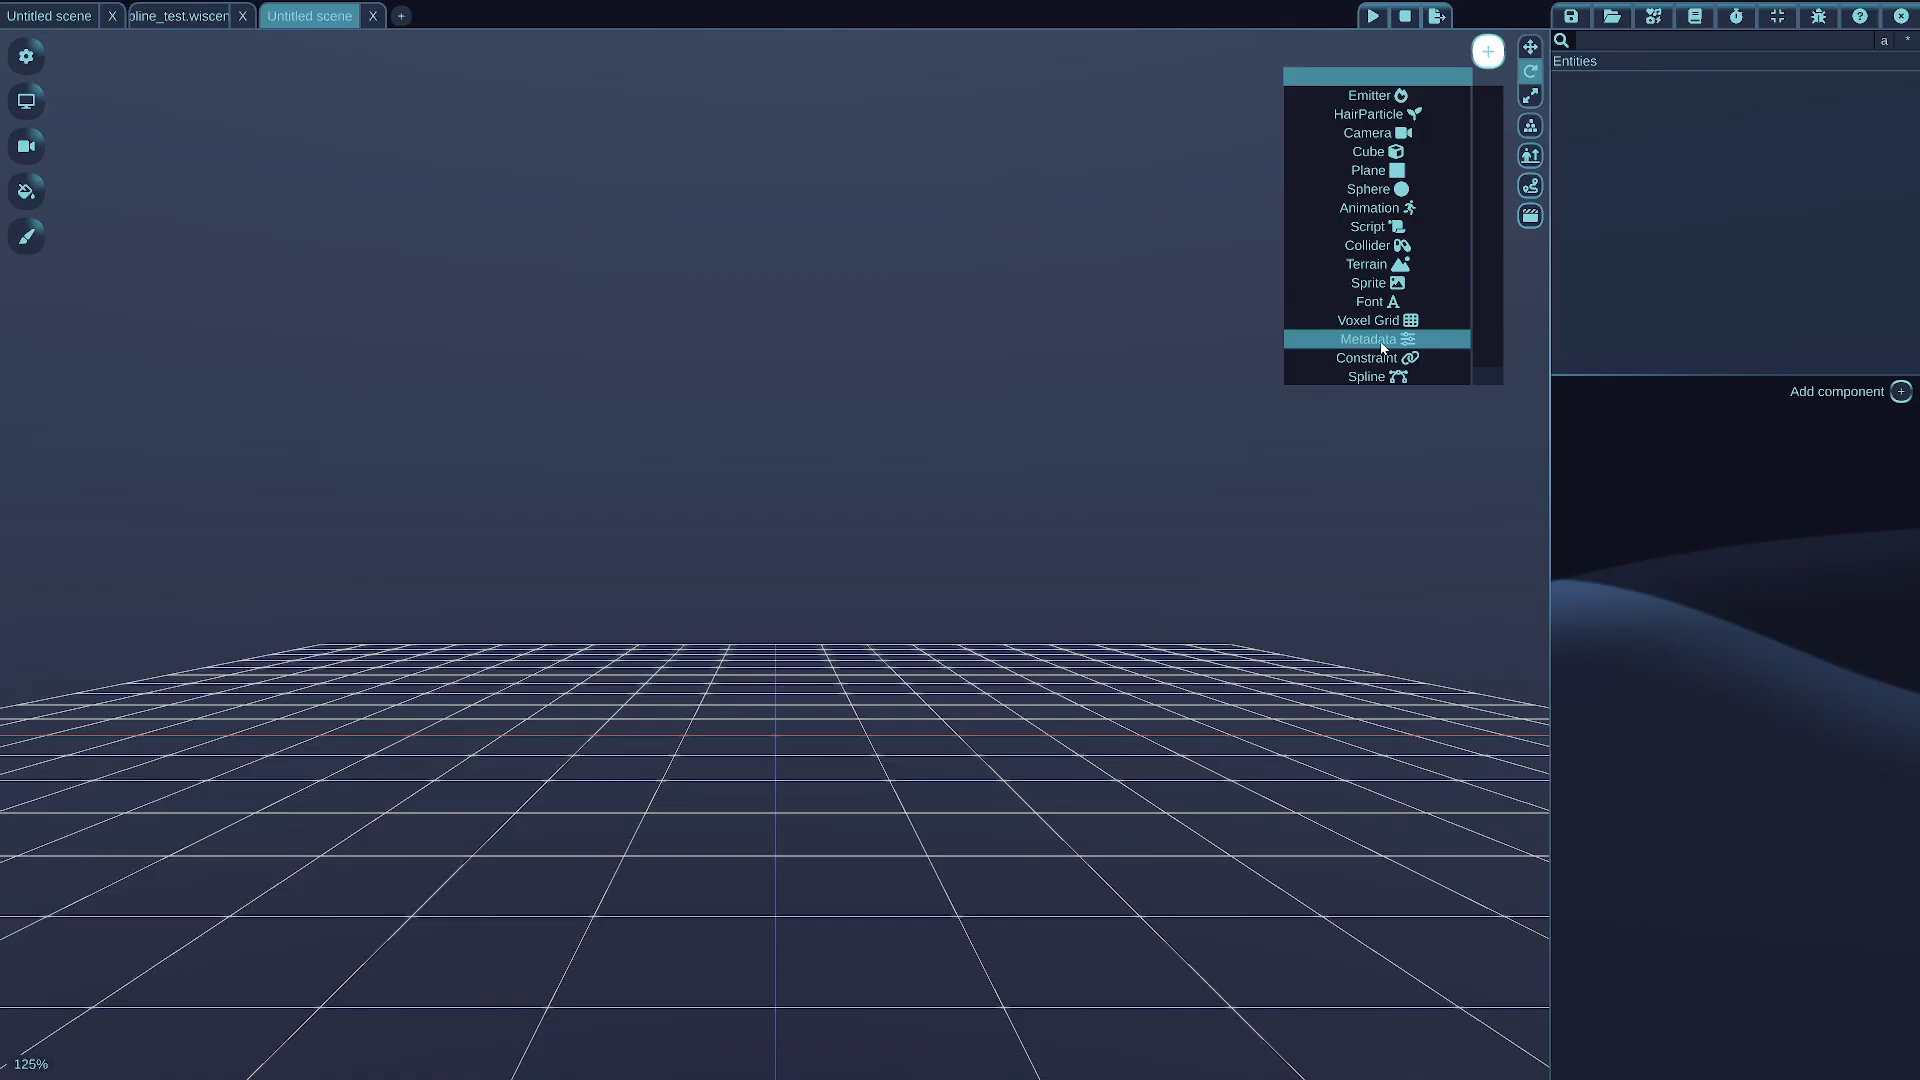 Untitled scene X pline_test.wiscen X Untitled scene X +
a *
Entities
Emitter
HairParticle
Camera
Cube
Plane
Sphere
Animation
Script
Collider
Terrain
Sprite
Font A
Voxel Grid
Metadata
Constraint
Spline
Add component +
125%